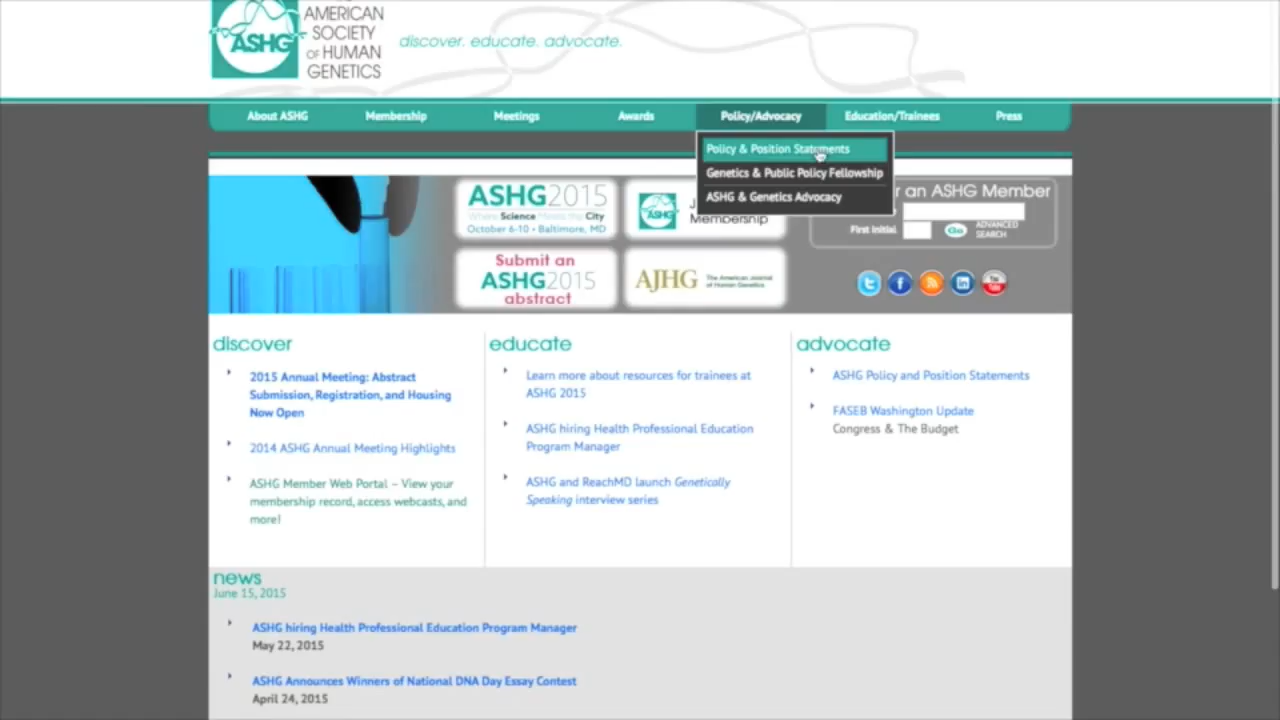 AMERICAN
SOCIETY
OF HUMAN
GENETICS
ASHG
discover. educate. advocate.
About ASHG
Membership
Meetings
Awards
Policy/Advocacy
Education/Trainees
Press
Policy & Position Statements
Genetics & Public Policy Fellowship
ASHG & Genetics Advocacy
ASHG2015
Where Science Meets the City
October 6-10 • Baltimore, MD
ASHG
Membership
an ASHG Member
First Initial
Go
ADVANCED
SEARCH
Submit an
ASHG2015
abstract
AJHG
The American Journal
of Human Genetics
discover
2015 Annual Meeting: Abstract
Submission, Registration, and Housing
Now Open
2014 ASHG Annual Meeting Highlights
ASHG Member Web Portal – View your
membership record, access webcasts, and
more!
educate
Learn more about resources for trainees at
ASHG 2015
ASHG hiring Health Professional Education
Program Manager
ASHG and ReachMD launch Genetically
Speaking interview series
advocate
ASHG Policy and Position Statements
FASEB Washington Update
Congress & The Budget
news
June 15, 2015
ASHG hiring Health Professional Education Program Manager
May 22, 2015
ASHG Announces Winners of National DNA Day Essay Contest
April 24, 2015